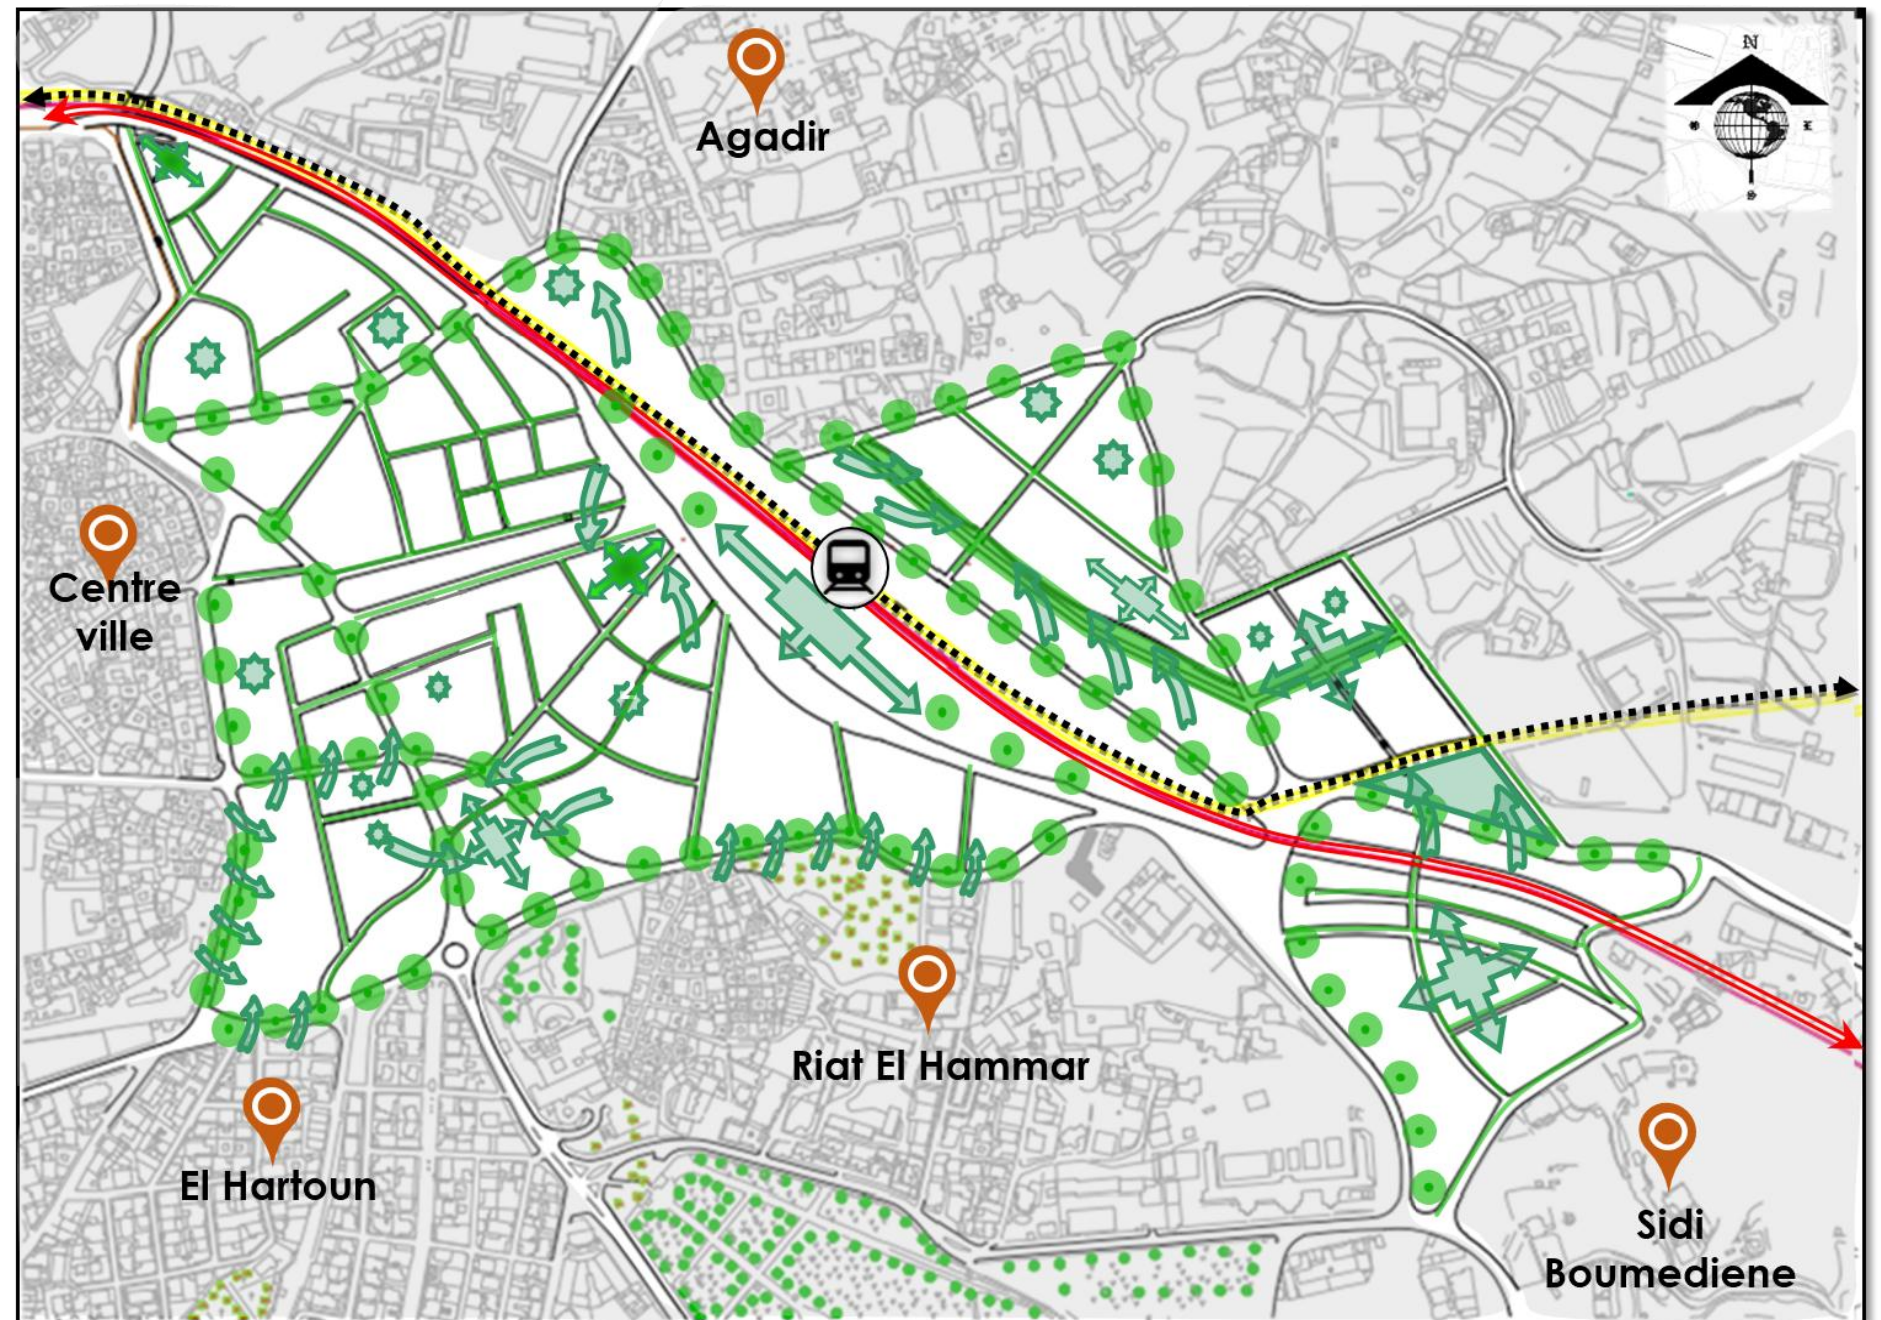 N
Agadir
E
S
Centre
ville
Riat El Hammar
El Hartoun
Sidi
Boumediene